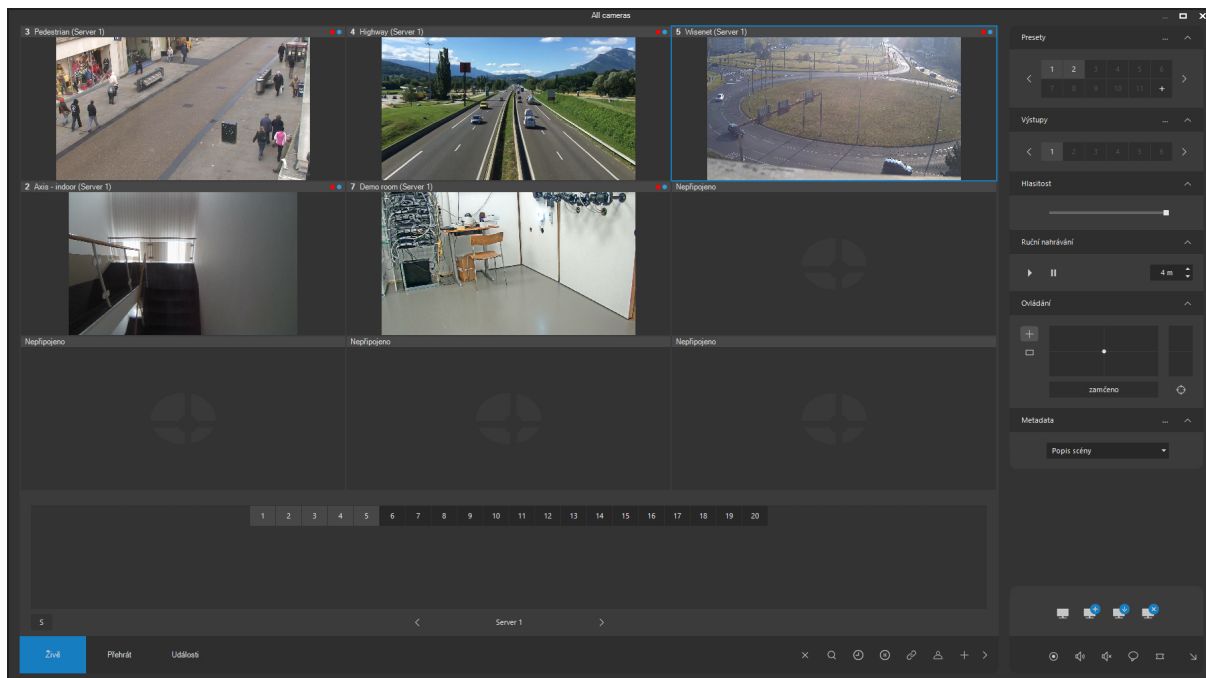 All cameras
3 Pedestrian (Server 1)
4 Highway (Server 1)
5 Wisenet (Server 1)
2 Axis - indoor (Server 1)
7 Demo room (Server 1)
Nepřipojeno
Nepřipojeno
Nepřipojeno
Nepřipojeno
1 2 3 4 5 6 7 8 9 10 11 12 13 14 15 16 17 18 19 20
S
Server 1
Živě
Přehrát
Události
Presety
1 2 3 4 5 6
7 8 9 10 11 +
Výstupy
1 2 3 4 5 6
Hlasitost
Ruční nahrávání
4 m
Ovládání
zamčeno
Metadata
Popis scény